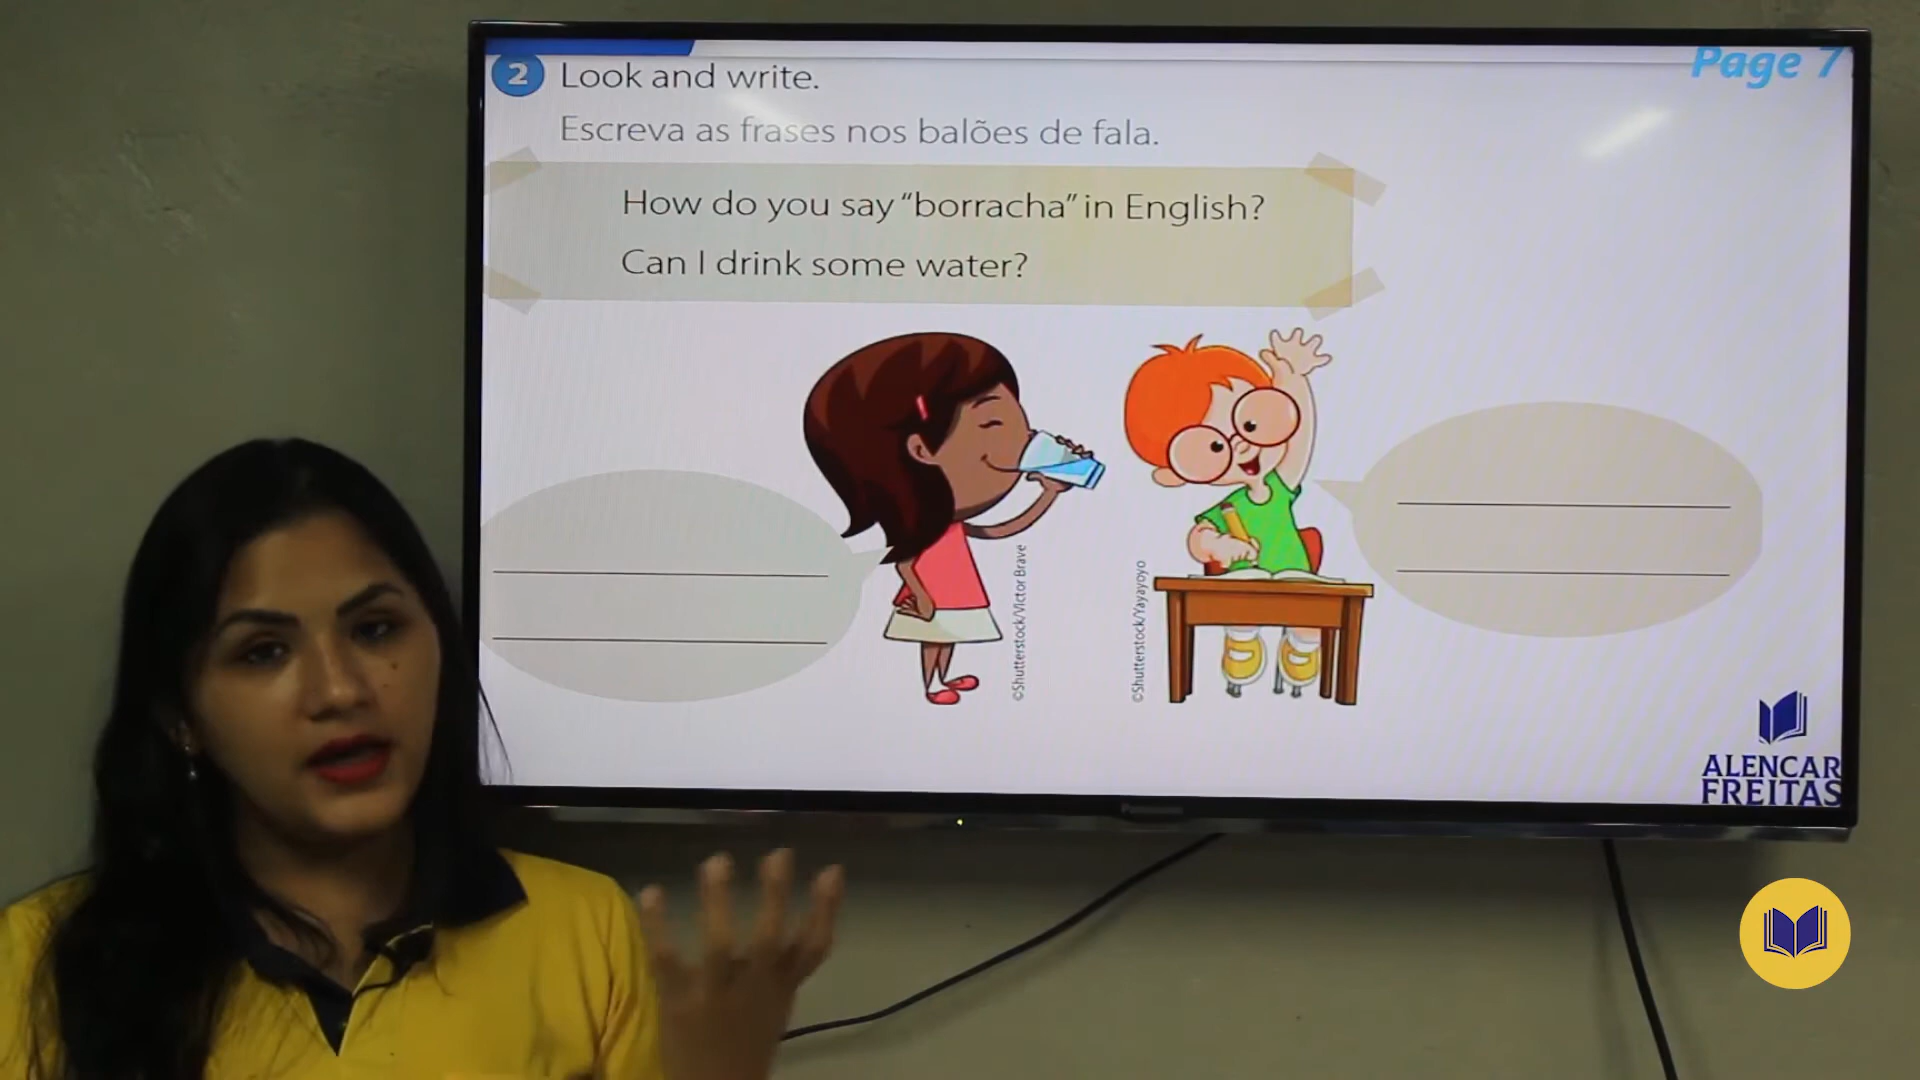 Page 7
2 Look and write.
Escreva as frases nos balões de fala.
How do you say “borracha” in English?
Can I drink some water?
©Shutterstock/Victor Brave
©Shutterstock/Yayayoyo
ALENCAR
FREITAS